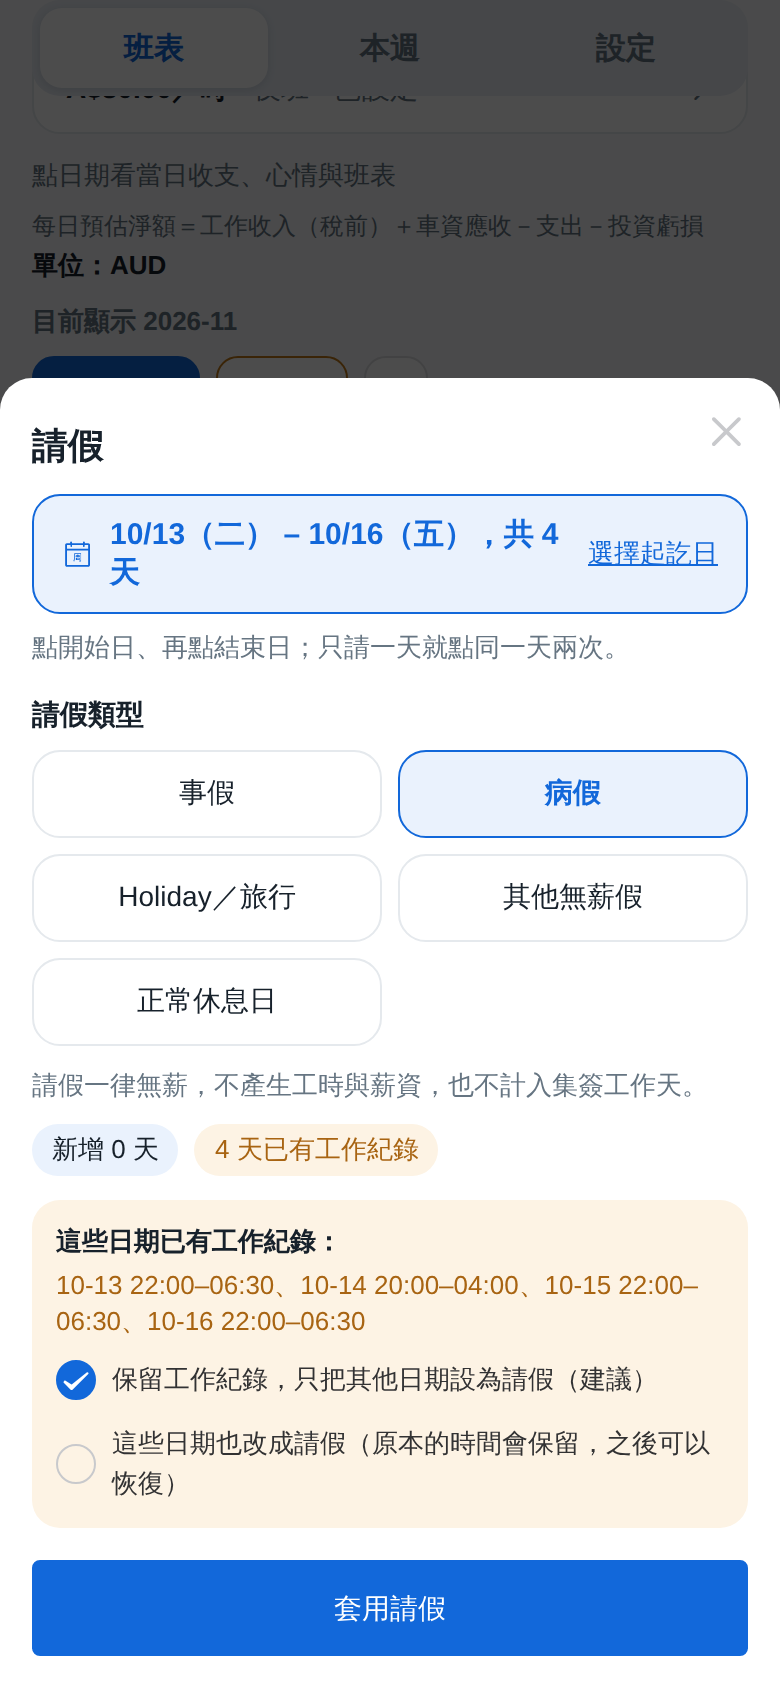 班表 本週 設定
點日期看當日收支、心情與班表
每日預估淨額＝工作收入（稅前）＋車資應收－支出－投資虧損
單位：AUD
目前顯示 2026-11
請假
10/13（二） – 10/16（五），共 4
天
選擇起訖日
點開始日、再點結束日；只請一天就點同一天兩次。
請假類型
事假 病假
Holiday／旅行 其他無薪假
正常休息日
請假一律無薪，不產生工時與薪資，也不計入集簽工作天。
新增 0 天 4 天已有工作紀錄
這些日期已有工作紀錄：
10-13 22:00–06:30、10-14 20:00–04:00、10-15 22:00–
06:30、10-16 22:00–06:30
保留工作紀錄，只把其他日期設為請假（建議）
這些日期也改成請假（原本的時間會保留，之後可以
恢復）
套用請假